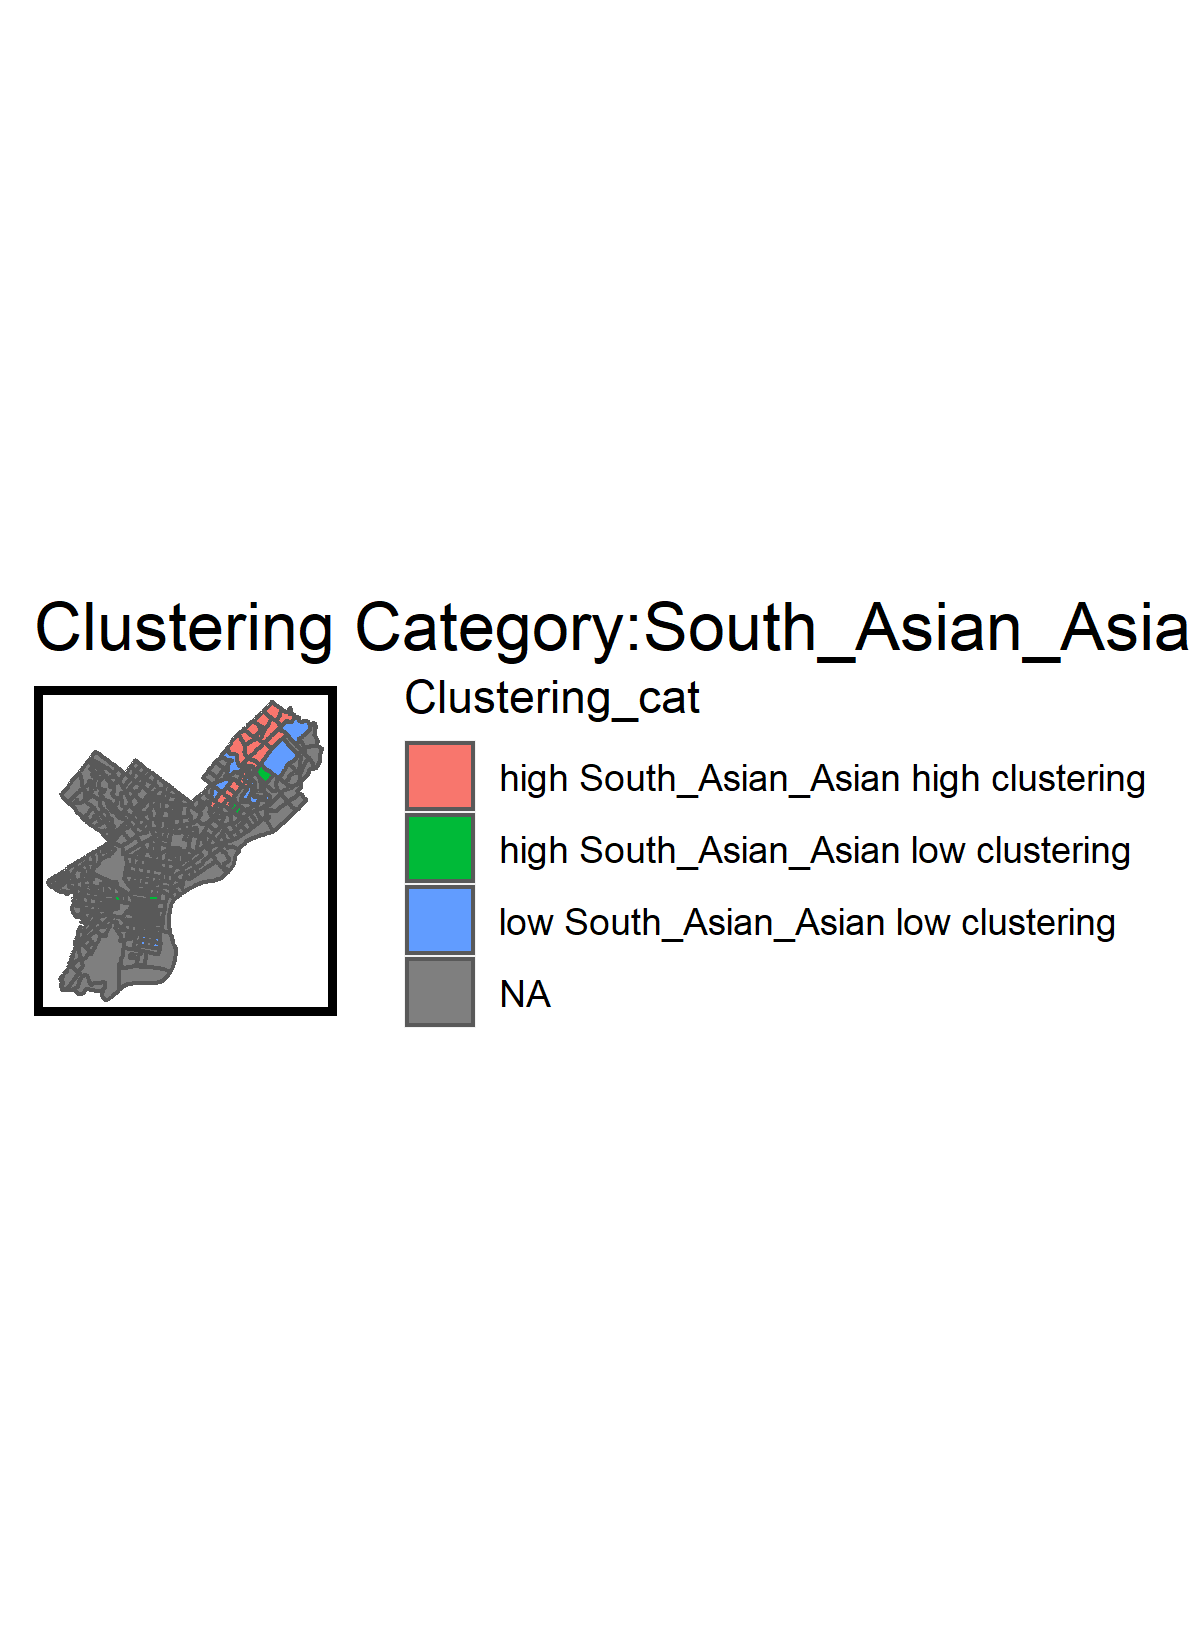 Clustering Category:South_Asian_Asia
Clustering_cat
high South_Asian_Asian high clustering
high South_Asian_Asian low clustering
low South_Asian_Asian low clustering
NA